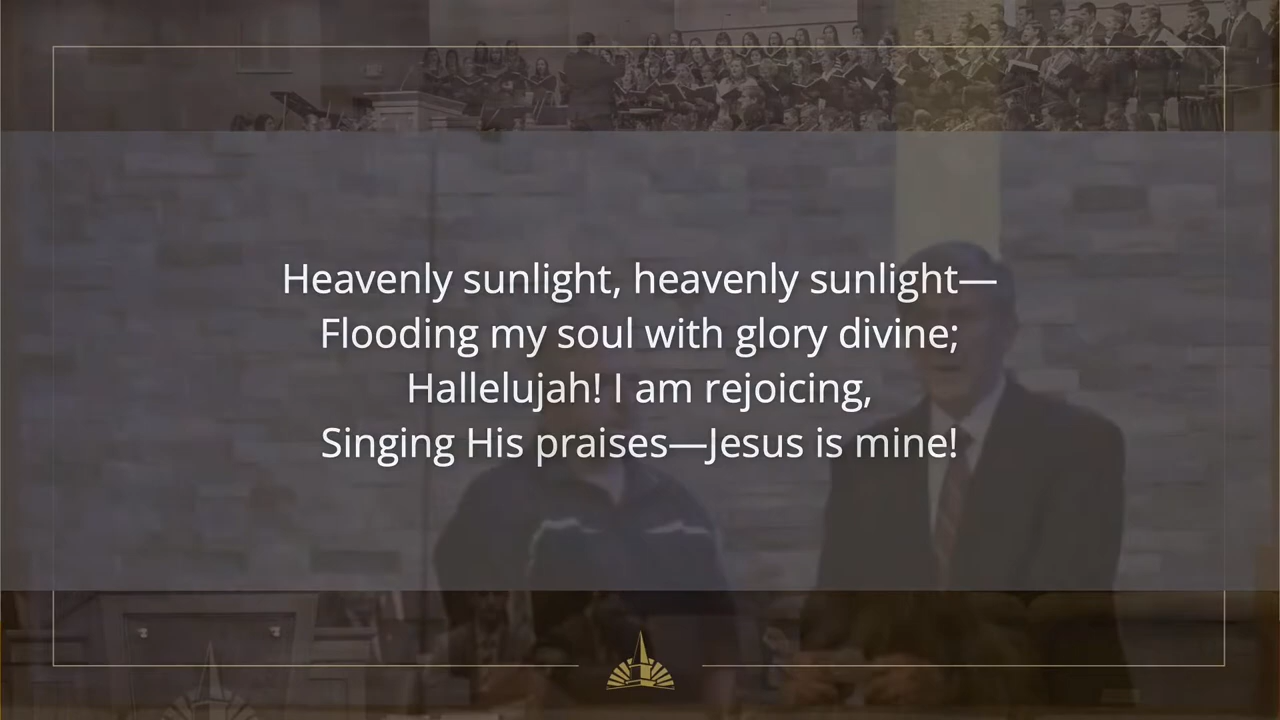 Heavenly sunlight, heavenly sunlight—
Flooding my soul with glory divine;
Hallelujah! I am rejoicing,
Singing His praises—Jesus is mine!